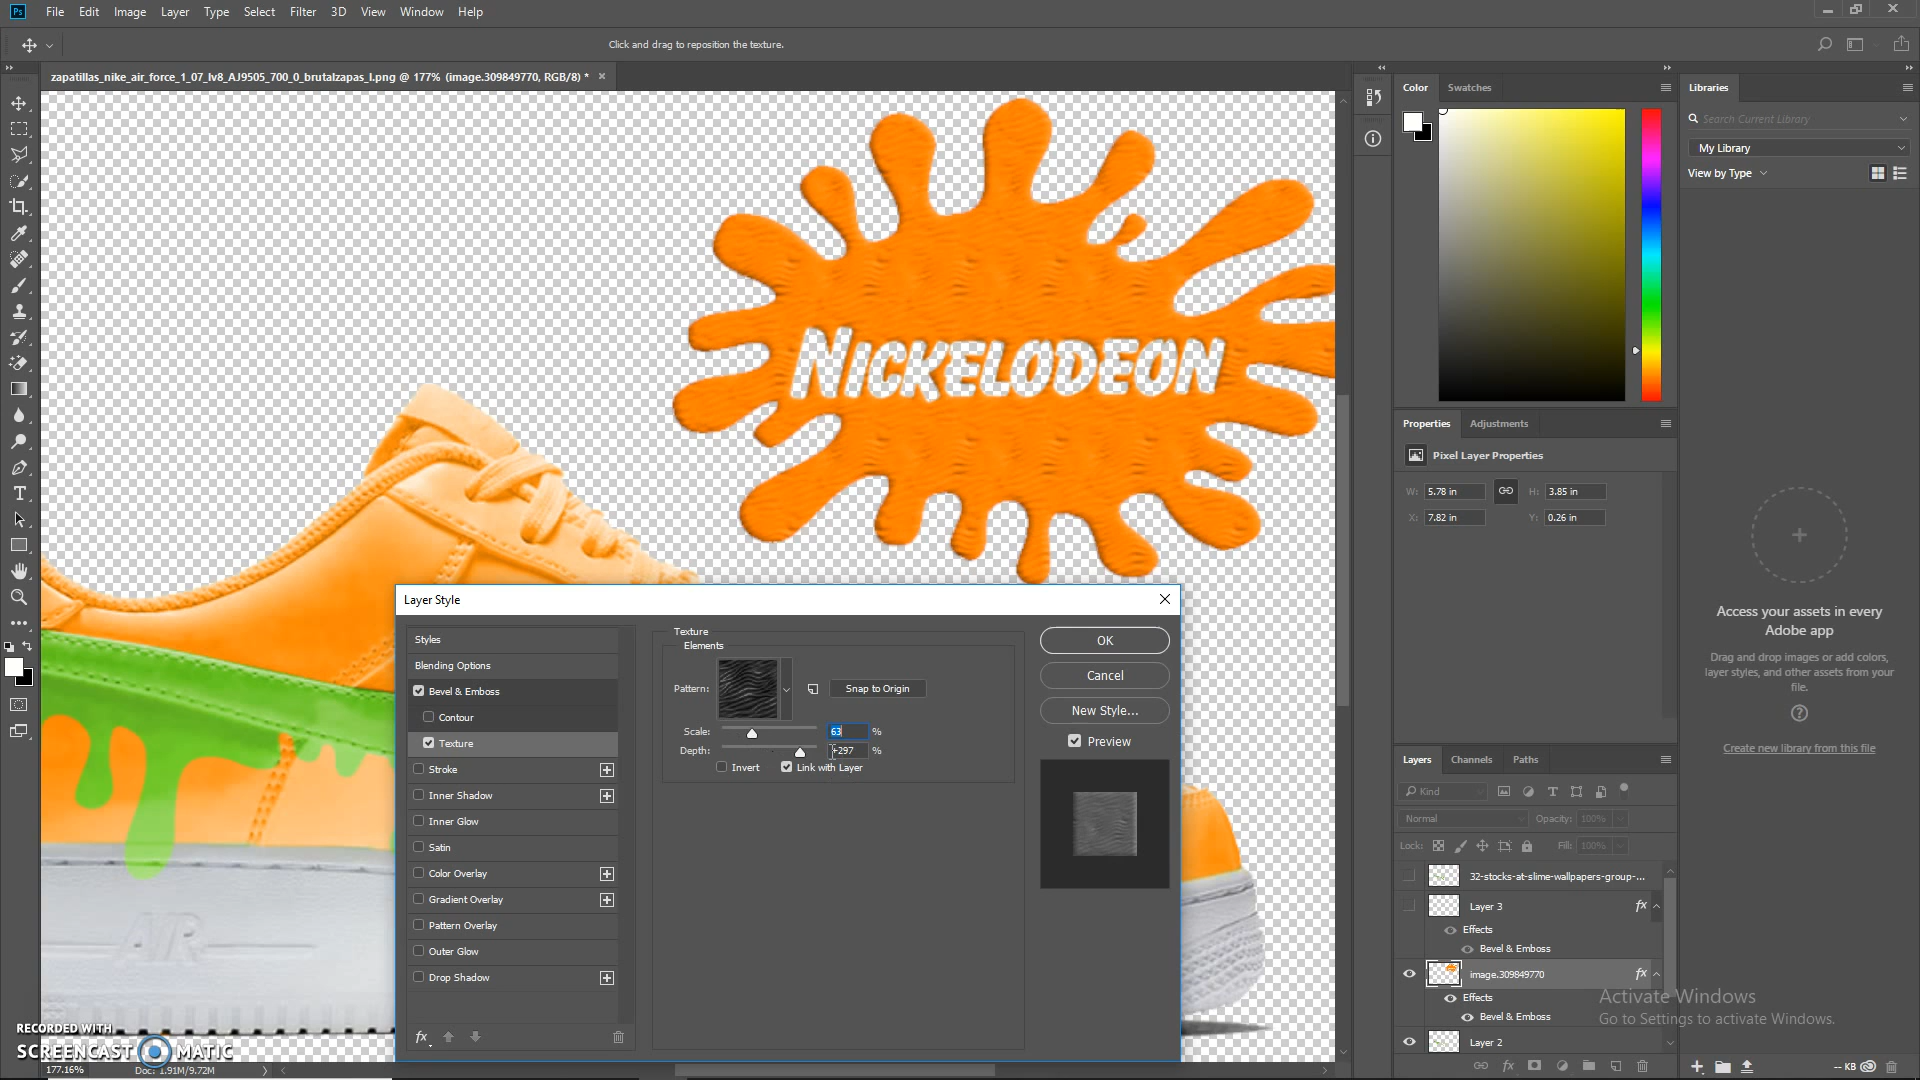 Ps File Edit Image Layer Type Select Filter 3D View Window Help
Click and drag to reposition the texture.
zapatillas_nike_air_force_1_07_lv8_AJ9505_700_0_brutalzapas_l.png @ 177% (image.309849770, RGB/8) *
Color Swatches
Libraries
Search Current Library
My Library
View by Type
NICKELODEON
Properties Adjustments
Pixel Layer Properties
W: 5.78 in H: 3.85 in
X: 7.82 in Y: 0.26 in
Access your assets in every
Adobe app
Drag and drop images or add colors,
layer styles, and other assets from your
file.
Create new library from this file
Layer Style
Styles
Blending Options
Bevel & Emboss
Contour
Texture
Stroke
Inner Shadow
Inner Glow
Satin
Color Overlay
Gradient Overlay
Pattern Overlay
Outer Glow
Drop Shadow
fx
Texture
Elements
Pattern: Snap to Origin
Scale: 63 %
Depth: +297 %
Invert Link with Layer
OK
Cancel
New Style...
Preview
Layers Channels Paths
Kind
Normal Opacity: 100%
Lock: Fill: 100%
32-stocks-at-slime-wallpapers-group-...
Layer 3 fx
Effects
Bevel & Emboss
image.309849770 fx
Effects
Bevel & Emboss
Layer 2
Activate Windows
Go to Settings to activate Windows.
-- KB
AIR
RECORDED WITH
SCREENCAST MATIC
177.16% Doc: 1.91M/9.72M